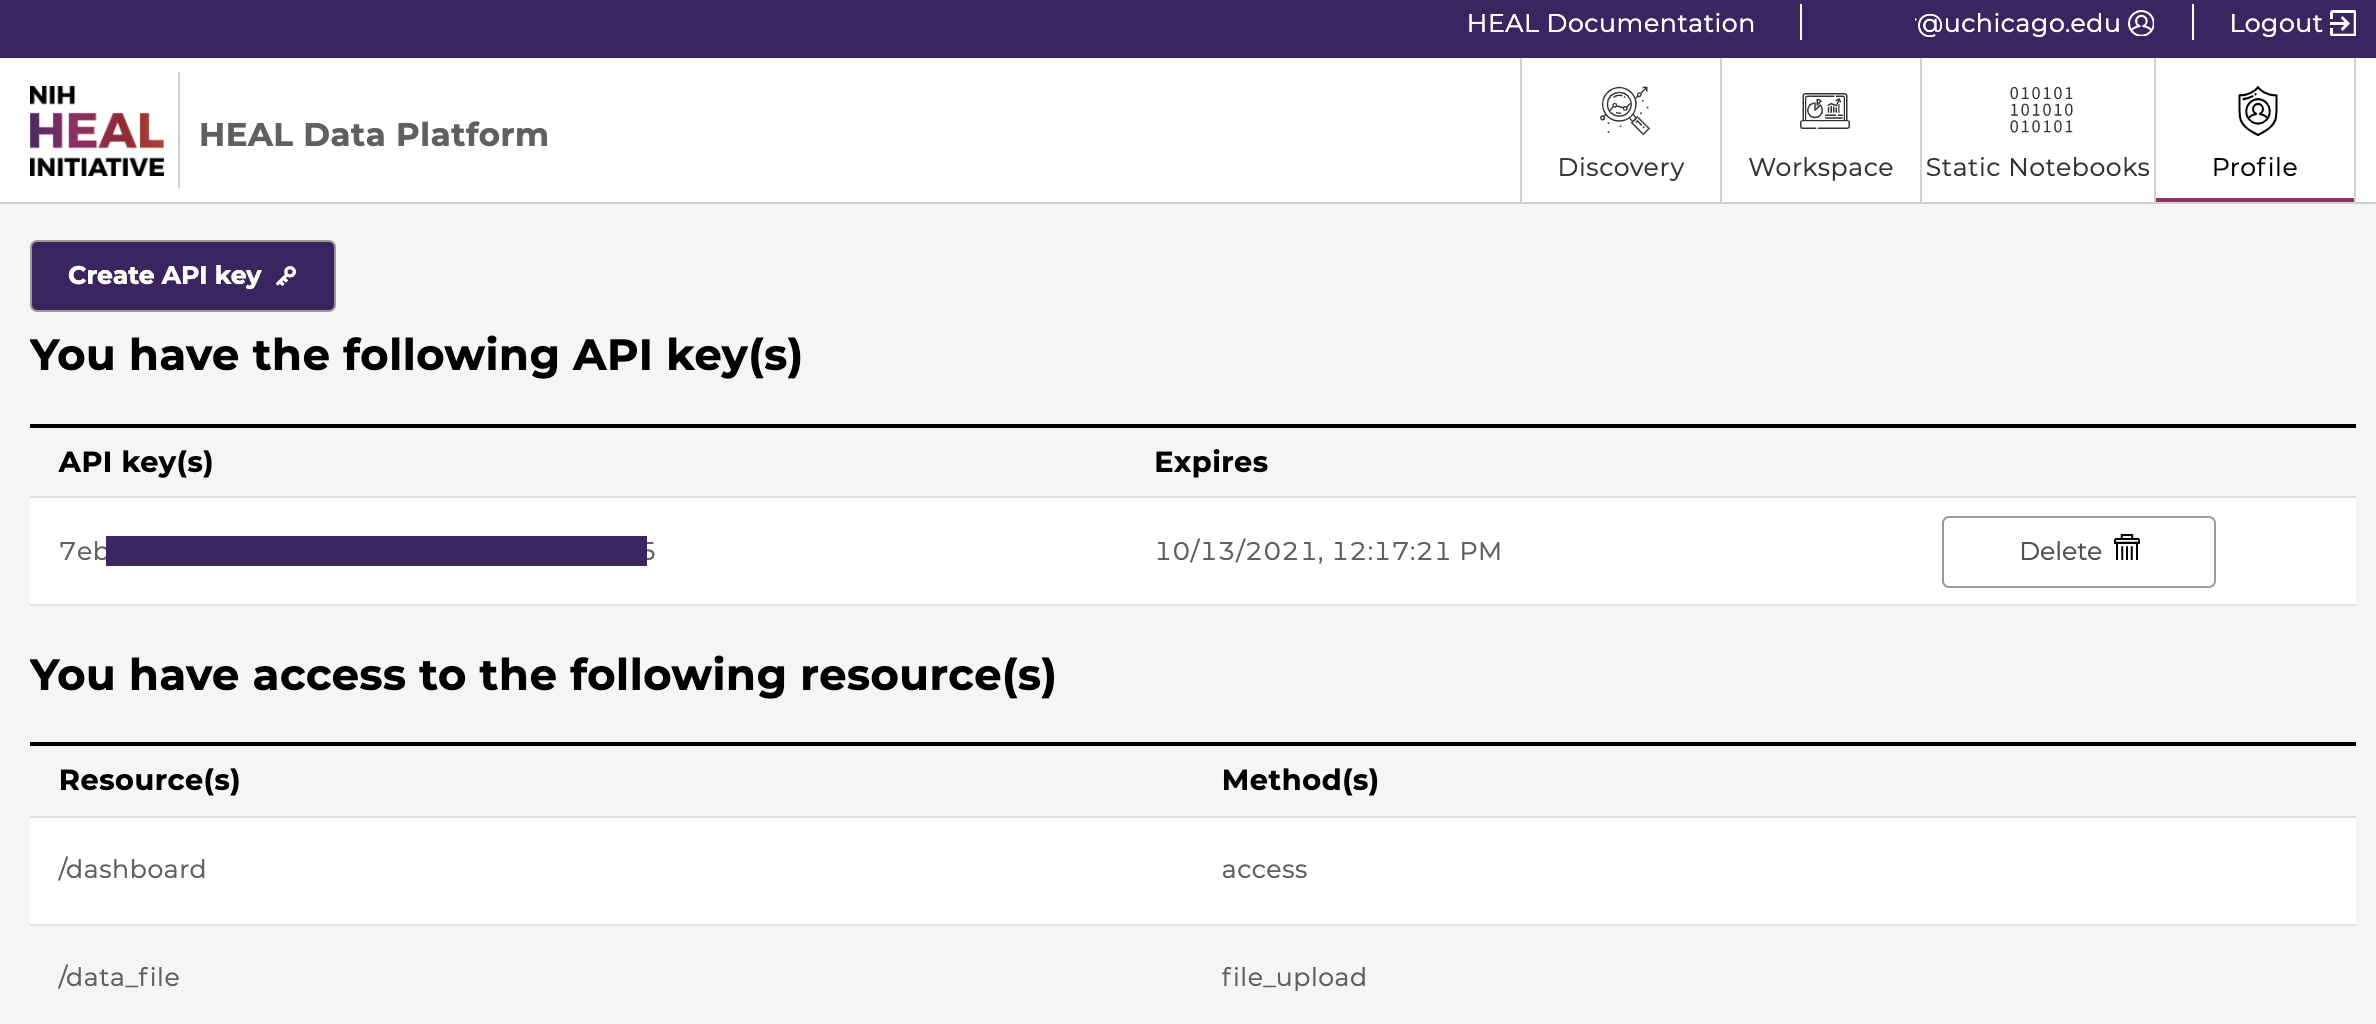 HEAL Documentation
@uchicago.edu
Logout
NIH
HEAL
INITIATIVE
HEAL Data Platform
010101
101010
010101
Discovery
Workspace
Static Notebooks
Profile
Create API key
You have the following API key(s)
API key(s) Expires
7eb 5 10/13/2021, 12:17:21 PM Delete
You have access to the following resource(s)
Resource(s) Method(s)
/dashboard access
/data_file file_upload